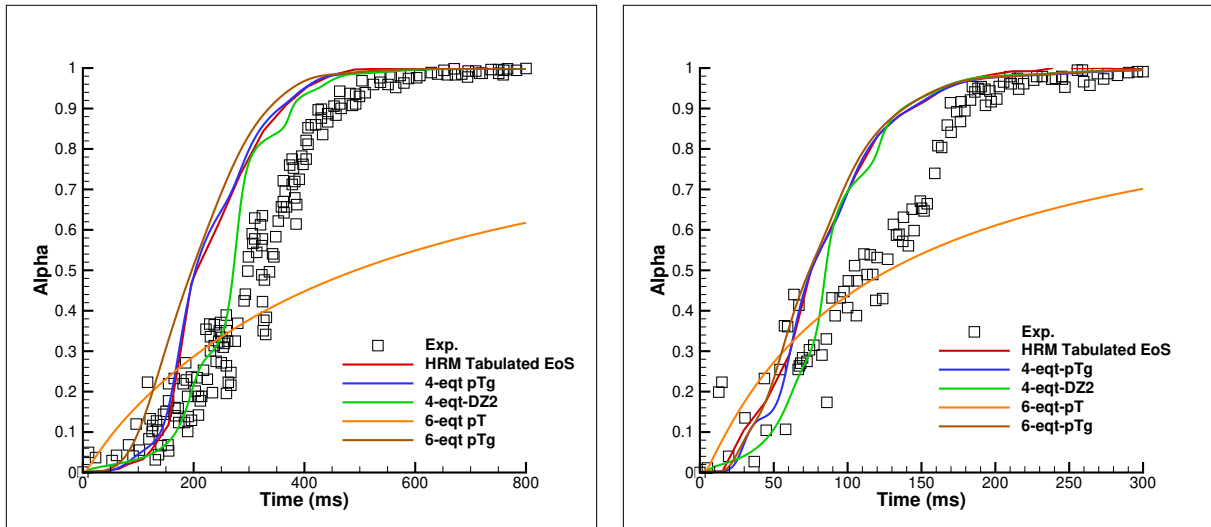 Alpha
1
0.9
0.8
0.7
0.6
0.5
0.4
0.3
0.2
0.1
0
0 200 400 600 800
Time (ms)
Exp.
HRM Tabulated EoS
4-eqt pTg
4-eqt-DZ2
6-eqt pT
6-eqt pTg
Alpha
1
0.9
0.8
0.7
0.6
0.5
0.4
0.3
0.2
0.1
0
0 50 100 150 200 250 300
Time (ms)
Exp.
HRM Tabulated EoS
4-eqt-pTg
4-eqt-DZ2
6-eqt-pT
6-eqt-pTg